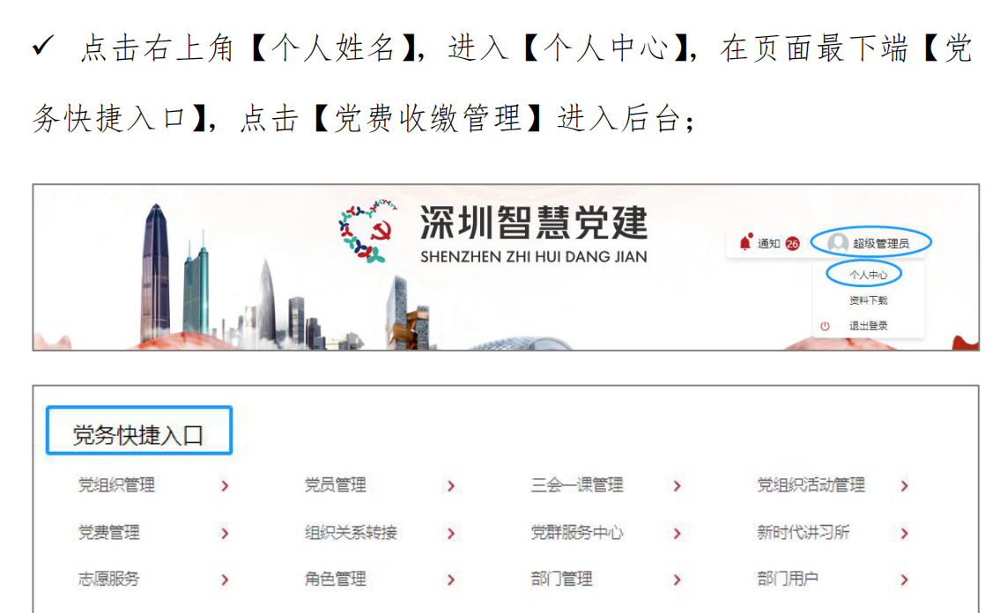 ✓ 点击右上角【个人姓名】，进入【个人中心】，在页面最下端【党
务快捷入口】，点击【党费收缴管理】进入后台；
深圳智慧党建
SHENZHEN ZHI HUI DANG JIAN
通知 26 超级管理员
个人中心
资料下载
退出登录
党务快捷入口
党组织管理 党员管理 三会一课管理 党组织活动管理
党费管理 组织关系转接 党群服务中心 新时代讲习所
志愿服务 角色管理 部门管理 部门用户